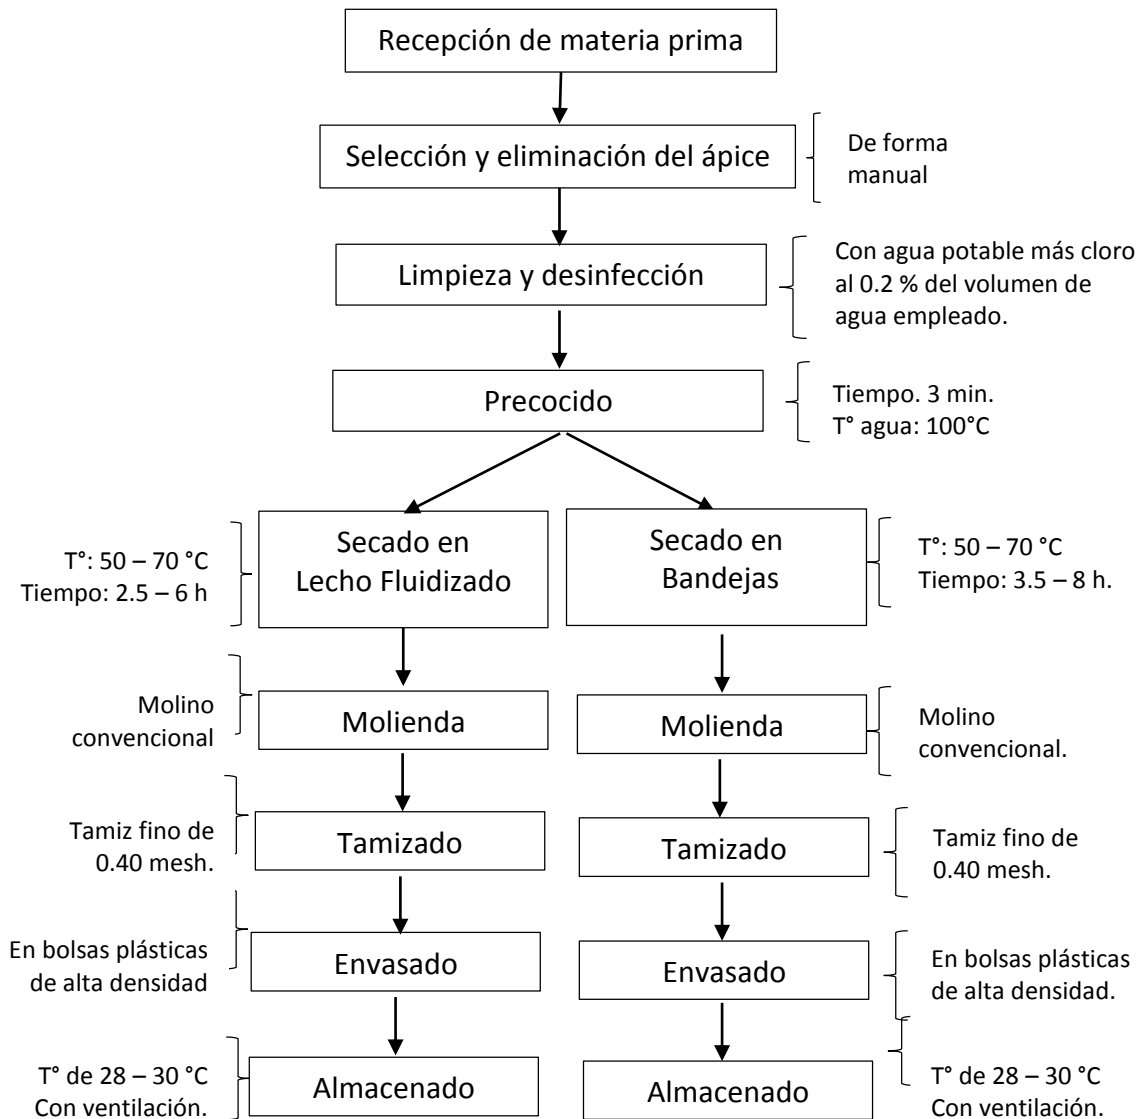 Recepción de materia prima
Selección y eliminación del ápice
De forma
manual
Limpieza y desinfección
Con agua potable más cloro
al 0.2 % del volumen de
agua empleado.
Precocido
Tiempo. 3 min.
T° agua: 100°C
T°: 50 – 70 °C
Tiempo: 2.5 – 6 h
Secado en
Lecho Fluidizado
Secado en
Bandejas
T°: 50 – 70 °C
Tiempo: 3.5 – 8 h.
Molino
convencional
Molienda
Molienda
Molino
convencional.
Tamiz fino de
0.40 mesh.
Tamizado
Tamizado
Tamiz fino de
0.40 mesh.
En bolsas plásticas
de alta densidad
Envasado
Envasado
En bolsas plásticas
de alta densidad.
T° de 28 – 30 °C
Con ventilación.
Almacenado
Almacenado
T° de 28 – 30 °C
Con ventilación.